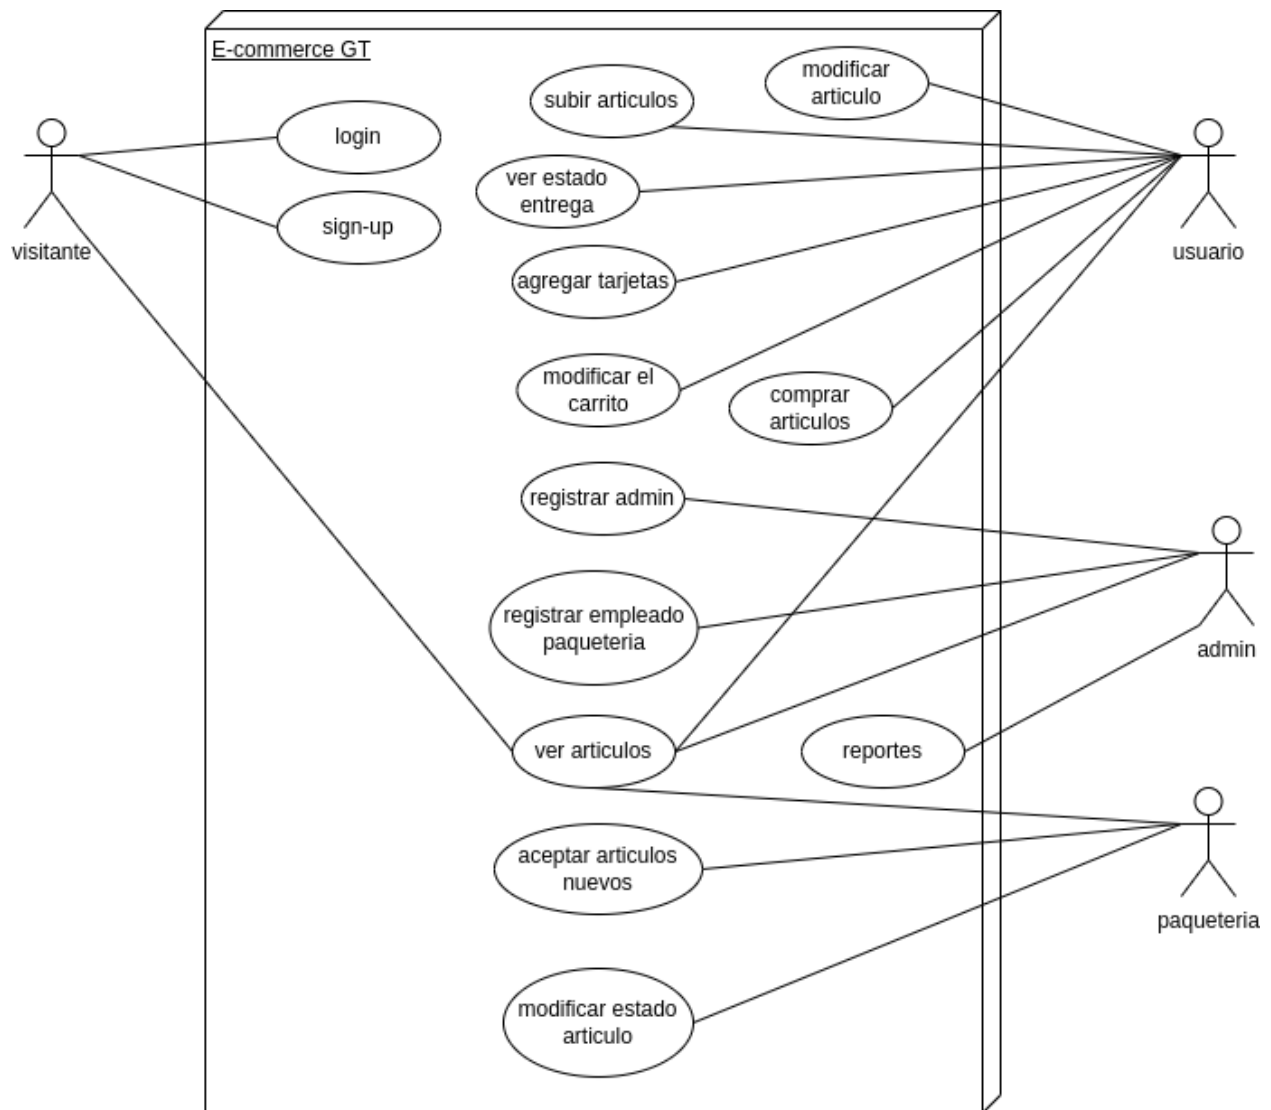 E-commerce GT
modificar
articulo
subir articulos
login
ver estado
entrega
sign-up
visitante
usuario
agregar tarjetas
modificar el
carrito
comprar
articulos
registrar admin
registrar empleado
paqueteria
admin
ver articulos
reportes
aceptar articulos
nuevos
paqueteria
modificar estado
articulo